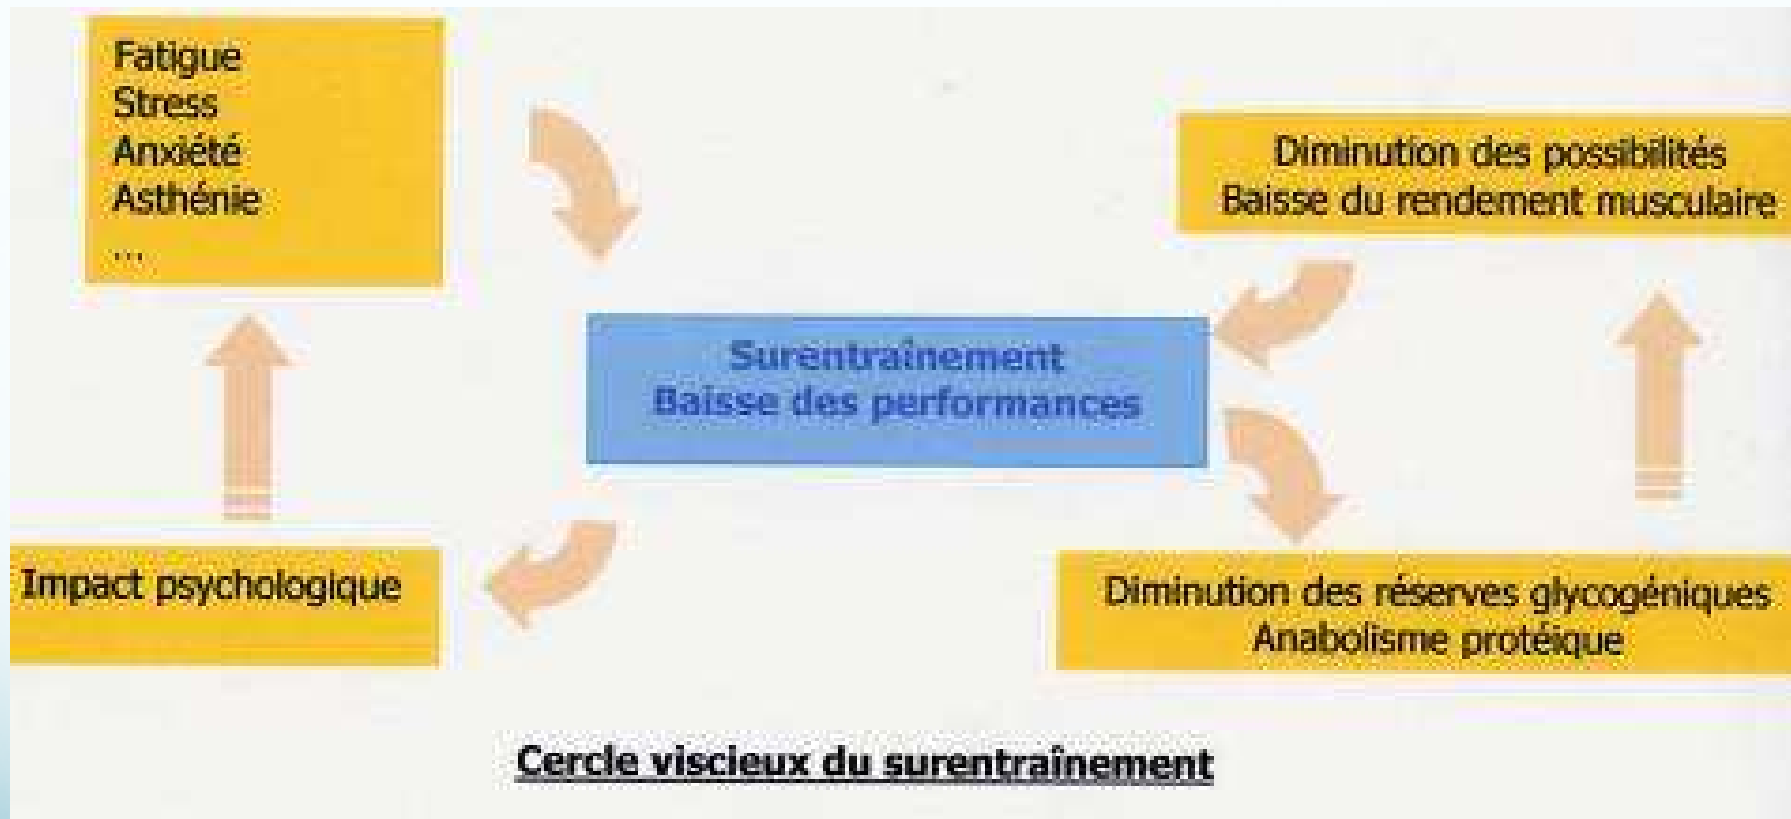 Fatigue
Stress
Anxiété
Asthénie
...
Diminution des possibilités
Baisse du rendement musculaire
Surentraînement
Baisse des performances
Impact psychologique
Diminution des réserves glycogéniques
Anabolisme protéique
Cercle viscieux du surentraînement